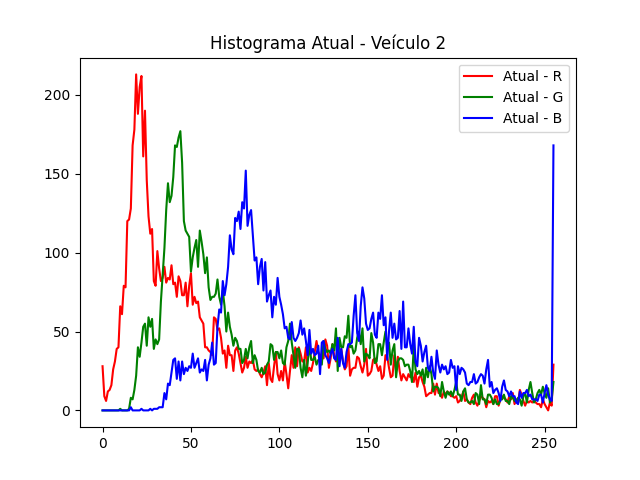 Histograma Atual - Veículo 2
Atual - R
Atual - G
Atual - B
200
150
100
50
0
0 50 100 150 200 250